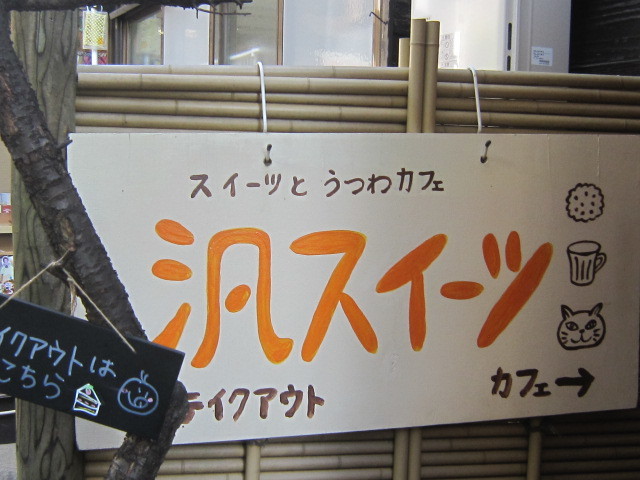 スイーツと うつわカフェ
汎スイーツ
テイクアウト
カフェ→
イクアウトは
こちら